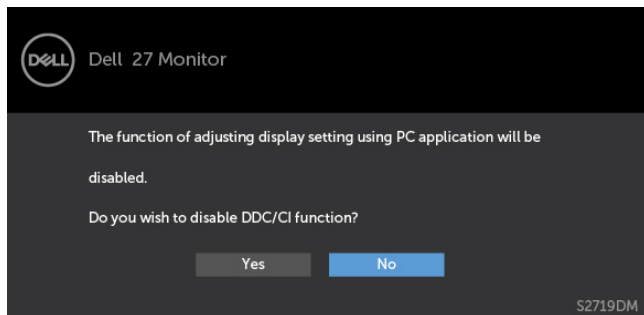 DELL
Dell 27 Monitor
The function of adjusting display setting using PC application will be
disabled.
Do you wish to disable DDC/CI function?
Yes No
S2719DM